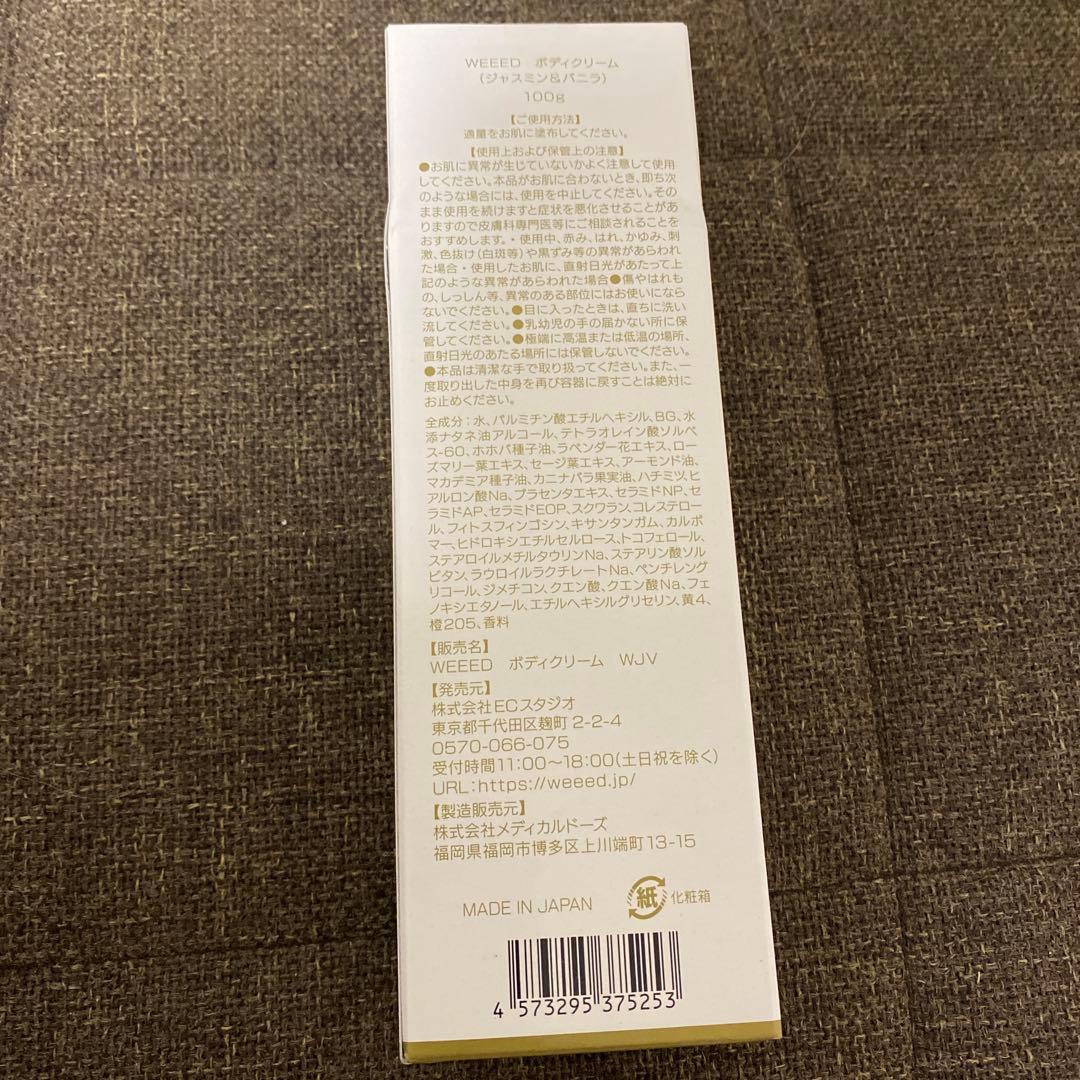 WEEED ボディクリーム
(ジャスミン&バニラ)
100g
【ご使用方法】
適量をお肌に塗布してください。
【使用上および保管上の注意】
●お肌に異常が生じていないかよく注意して使用
してください。本品がお肌に合わないとき、即ち次
のような場合には、使用を中止してください。その
まま使用を続けますと症状を悪化させることがあ
りますので皮膚科専門医等にご相談されることを
おすすめします。・使用中、赤み、はれ、かゆみ、刺
激、色抜け(白斑等)や黒ずみ等の異常があらわれ
た場合・使用したお肌に、直射日光があたって上
記のような異常があらわれた場合●傷やはれも
の、しっしん等、異常のある部位にはお使いになら
ないでください。●目に入ったときは、直ちに洗い
流してください。●乳幼児の手の届かない所に保
管してください。●極端に高温または低温の場所、
直射日光のあたる場所には保管しないでください。
●本品は清潔な手で取り扱ってください。また、一
度取り出した中身を再び容器に戻すことは絶対に
お止めください。
全成分:水、パルミチン酸エチルヘキシル、BG、水
添ナタネ油アルコール、テトラオレイン酸ソルベ
ス-60、ホホバ種子油、ラベンダー花エキス、ロー
ズマリー葉エキス、セージ葉エキス、アーモンド油、
マカデミア種子油、カニナバラ果実油、ハチミツ、ヒ
アルロン酸Na、プラセンタエキス、セラミドNP、セ
ラミドAP、セラミドEOP、スクワラン、コレステロー
ル、フィトスフィンゴシン、キサンタンガム、カルボ
マー、ヒドロキシエチルセルロース、トコフェロール、
ステアロイルメチルタウリンNa、ステアリン酸ソル
ビタン、ラウロイルラクチレートNa、ペンチレング
リコール、ジメチコン、クエン酸、クエン酸Na、フェ
ノキシエタノール、エチルヘキシルグリセリン、黄4、
橙205、香料
【販売名】
WEEED ボディクリーム WJV
【発売元】
株式会社ECスタジオ
東京都千代田区麹町2-2-4
0570-066-075
受付時間11:00〜18:00(土日祝を除く)
URL:https://weeed.jp/
【製造販売元】
株式会社メディカルドーズ
福岡県福岡市博多区上川端町13-15
MADE IN JAPAN 紙 化粧箱
4 573295 375253